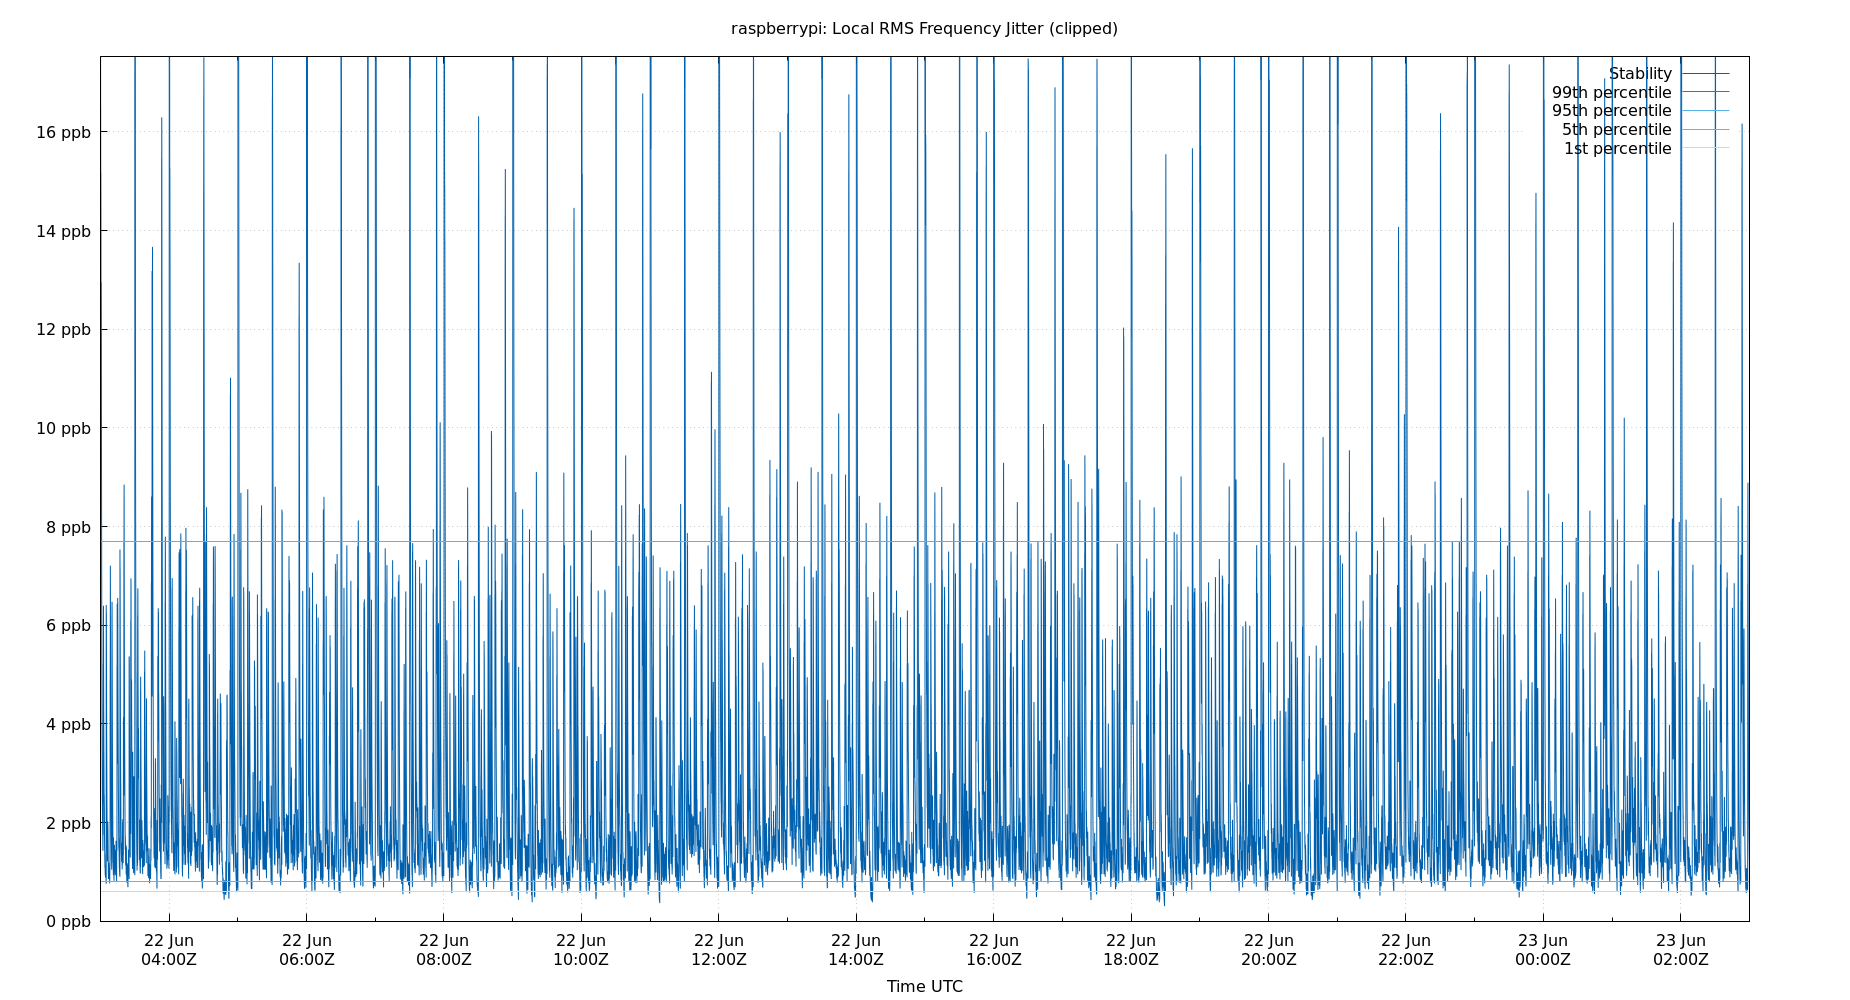 raspberrypi: Local RMS Frequency Jitter (clipped)
Stability
99th percentile
95th percentile
5th percentile
1st percentile
16 ppb
14 ppb
12 ppb
10 ppb
8 ppb
6 ppb
4 ppb
2 ppb
0 ppb
22 Jun 22 Jun 22 Jun 22 Jun 22 Jun 22 Jun 22 Jun 22 Jun 22 Jun 22 Jun 23 Jun 23 Jun
04:00Z 06:00Z 08:00Z 10:00Z 12:00Z 14:00Z 16:00Z 18:00Z 20:00Z 22:00Z 00:00Z 02:00Z
Time UTC